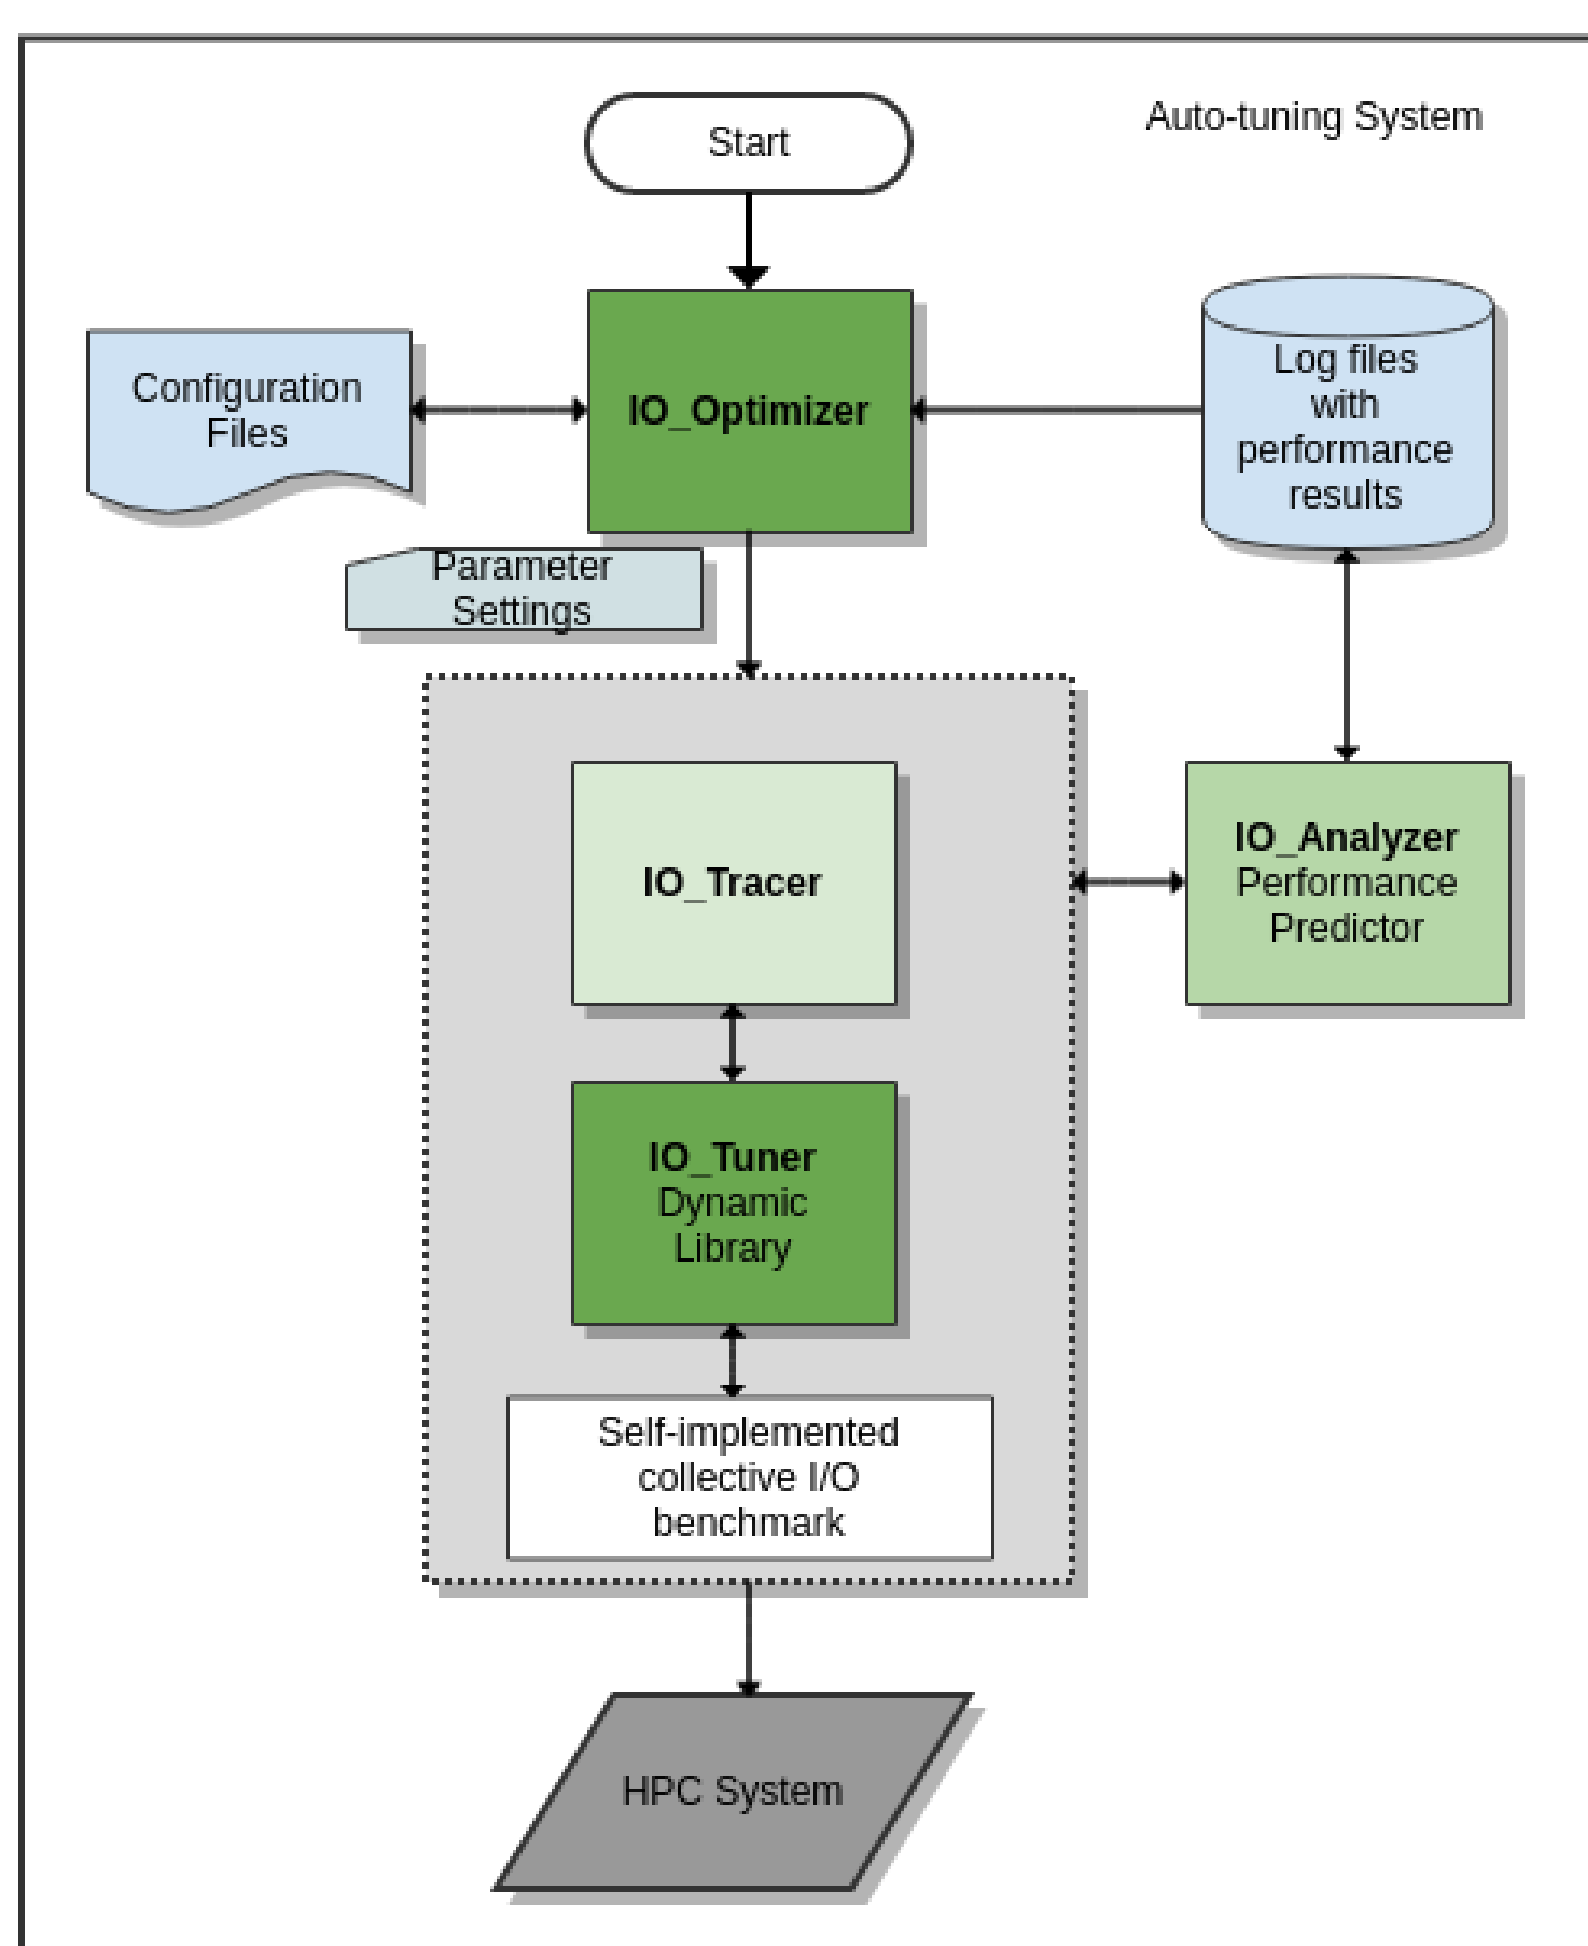 Auto-tuning System
Start
Configuration
Files
IO_Optimizer
Log files
with
performance
results
Parameter
Settings
IO_Tracer
IO_Analyzer
Performance
Predictor
IO_Tuner
Dynamic
Library
Self-implemented
collective I/O
benchmark
HPC System